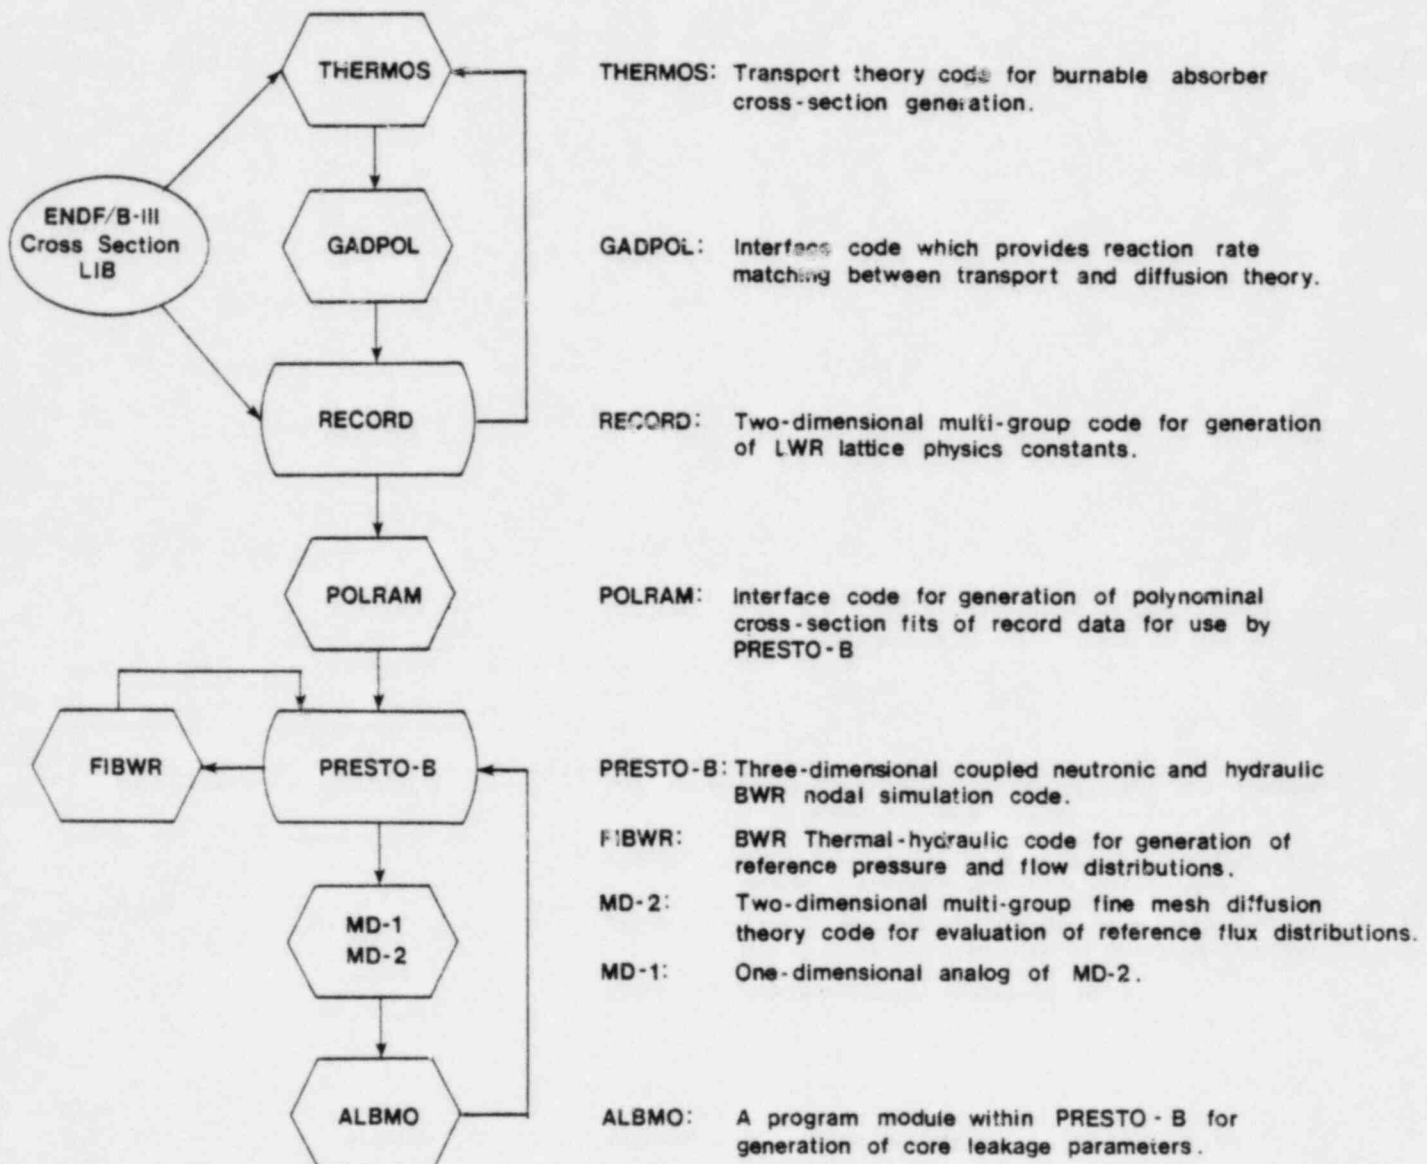 THERMOS
THERMOS: Transport theory code for burnable absorber
cross-section generation.
ENDF/B-III
Cross Section
LIB
GADPOL
GADPOL: Interface code which provides reaction rate
matching between transport and diffusion theory.
RECORD
RECORD: Two-dimensional multi-group code for generation
of LWR lattice physics constants.
POLRAM
POLRAM: Interface code for generation of polynominal
cross-section fits of record data for use by
PRESTO-B
FIBWR
PRESTO-B
PRESTO-B: Three-dimensional coupled neutronic and hydraulic
BWR nodal simulation code.
FIBWR: BWR Thermal-hydraulic code for generation of
reference pressure and flow distributions.
MD-1
MD-2
MD-2: Two-dimensional multi-group fine mesh diffusion
theory code for evaluation of reference flux distributions.
MD-1: One-dimensional analog of MD-2.
ALBMO
ALBMO: A program module within PRESTO-B for
generation of core leakage parameters.